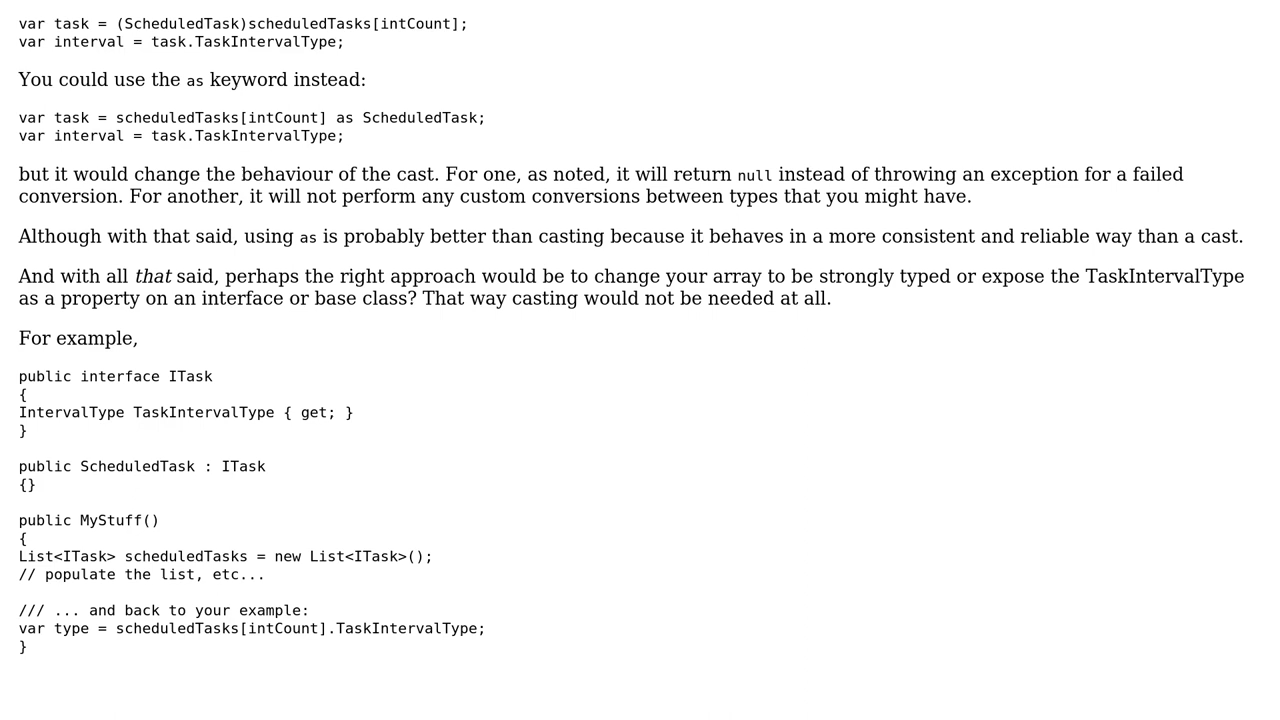 var task = (ScheduledTask)scheduledTasks[intCount];
var interval = task.TaskIntervalType;
You could use the as keyword instead:
var task = scheduledTasks[intCount] as ScheduledTask;
var interval = task.TaskIntervalType;
but it would change the behaviour of the cast. For one, as noted, it will return null instead of throwing an exception for a failed
conversion. For another, it will not perform any custom conversions between types that you might have.
Although with that said, using as is probably better than casting because it behaves in a more consistent and reliable way than a cast.
And with all that said, perhaps the right approach would be to change your array to be strongly typed or expose the TaskIntervalType
as a property on an interface or base class? That way casting would not be needed at all.
For example,
public interface ITask
{
IntervalType TaskIntervalType { get; }
}
public ScheduledTask : ITask
{}
public MyStuff()
{
List<ITask> scheduledTasks = new List<ITask>();
// populate the list, etc...
/// ... and back to your example:
var type = scheduledTasks[intCount].TaskIntervalType;
}